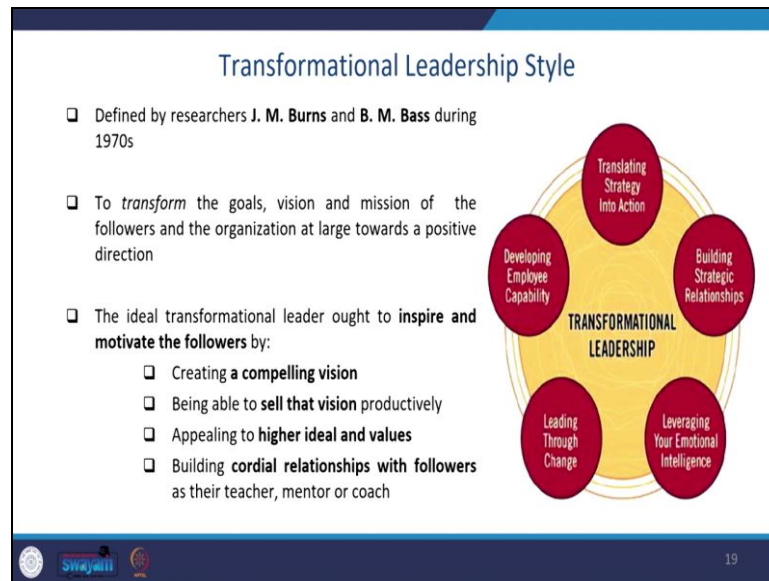 Transformational Leadership Style
❑ Defined by researchers J. M. Burns and B. M. Bass during
1970s
❑ To transform the goals, vision and mission of the
followers and the organization at large towards a positive
direction
❑ The ideal transformational leader ought to inspire and
motivate the followers by:
❑ Creating a compelling vision
❑ Being able to sell that vision productively
❑ Appealing to higher ideal and values
❑ Building cordial relationships with followers
as their teacher, mentor or coach
Translating
Strategy
Into Action
Developing
Employee
Capability
Building
Strategic
Relationships
TRANSFORMATIONAL
LEADERSHIP
Leading
Through
Change
Leveraging
Your Emotional
Intelligence
swayam
19